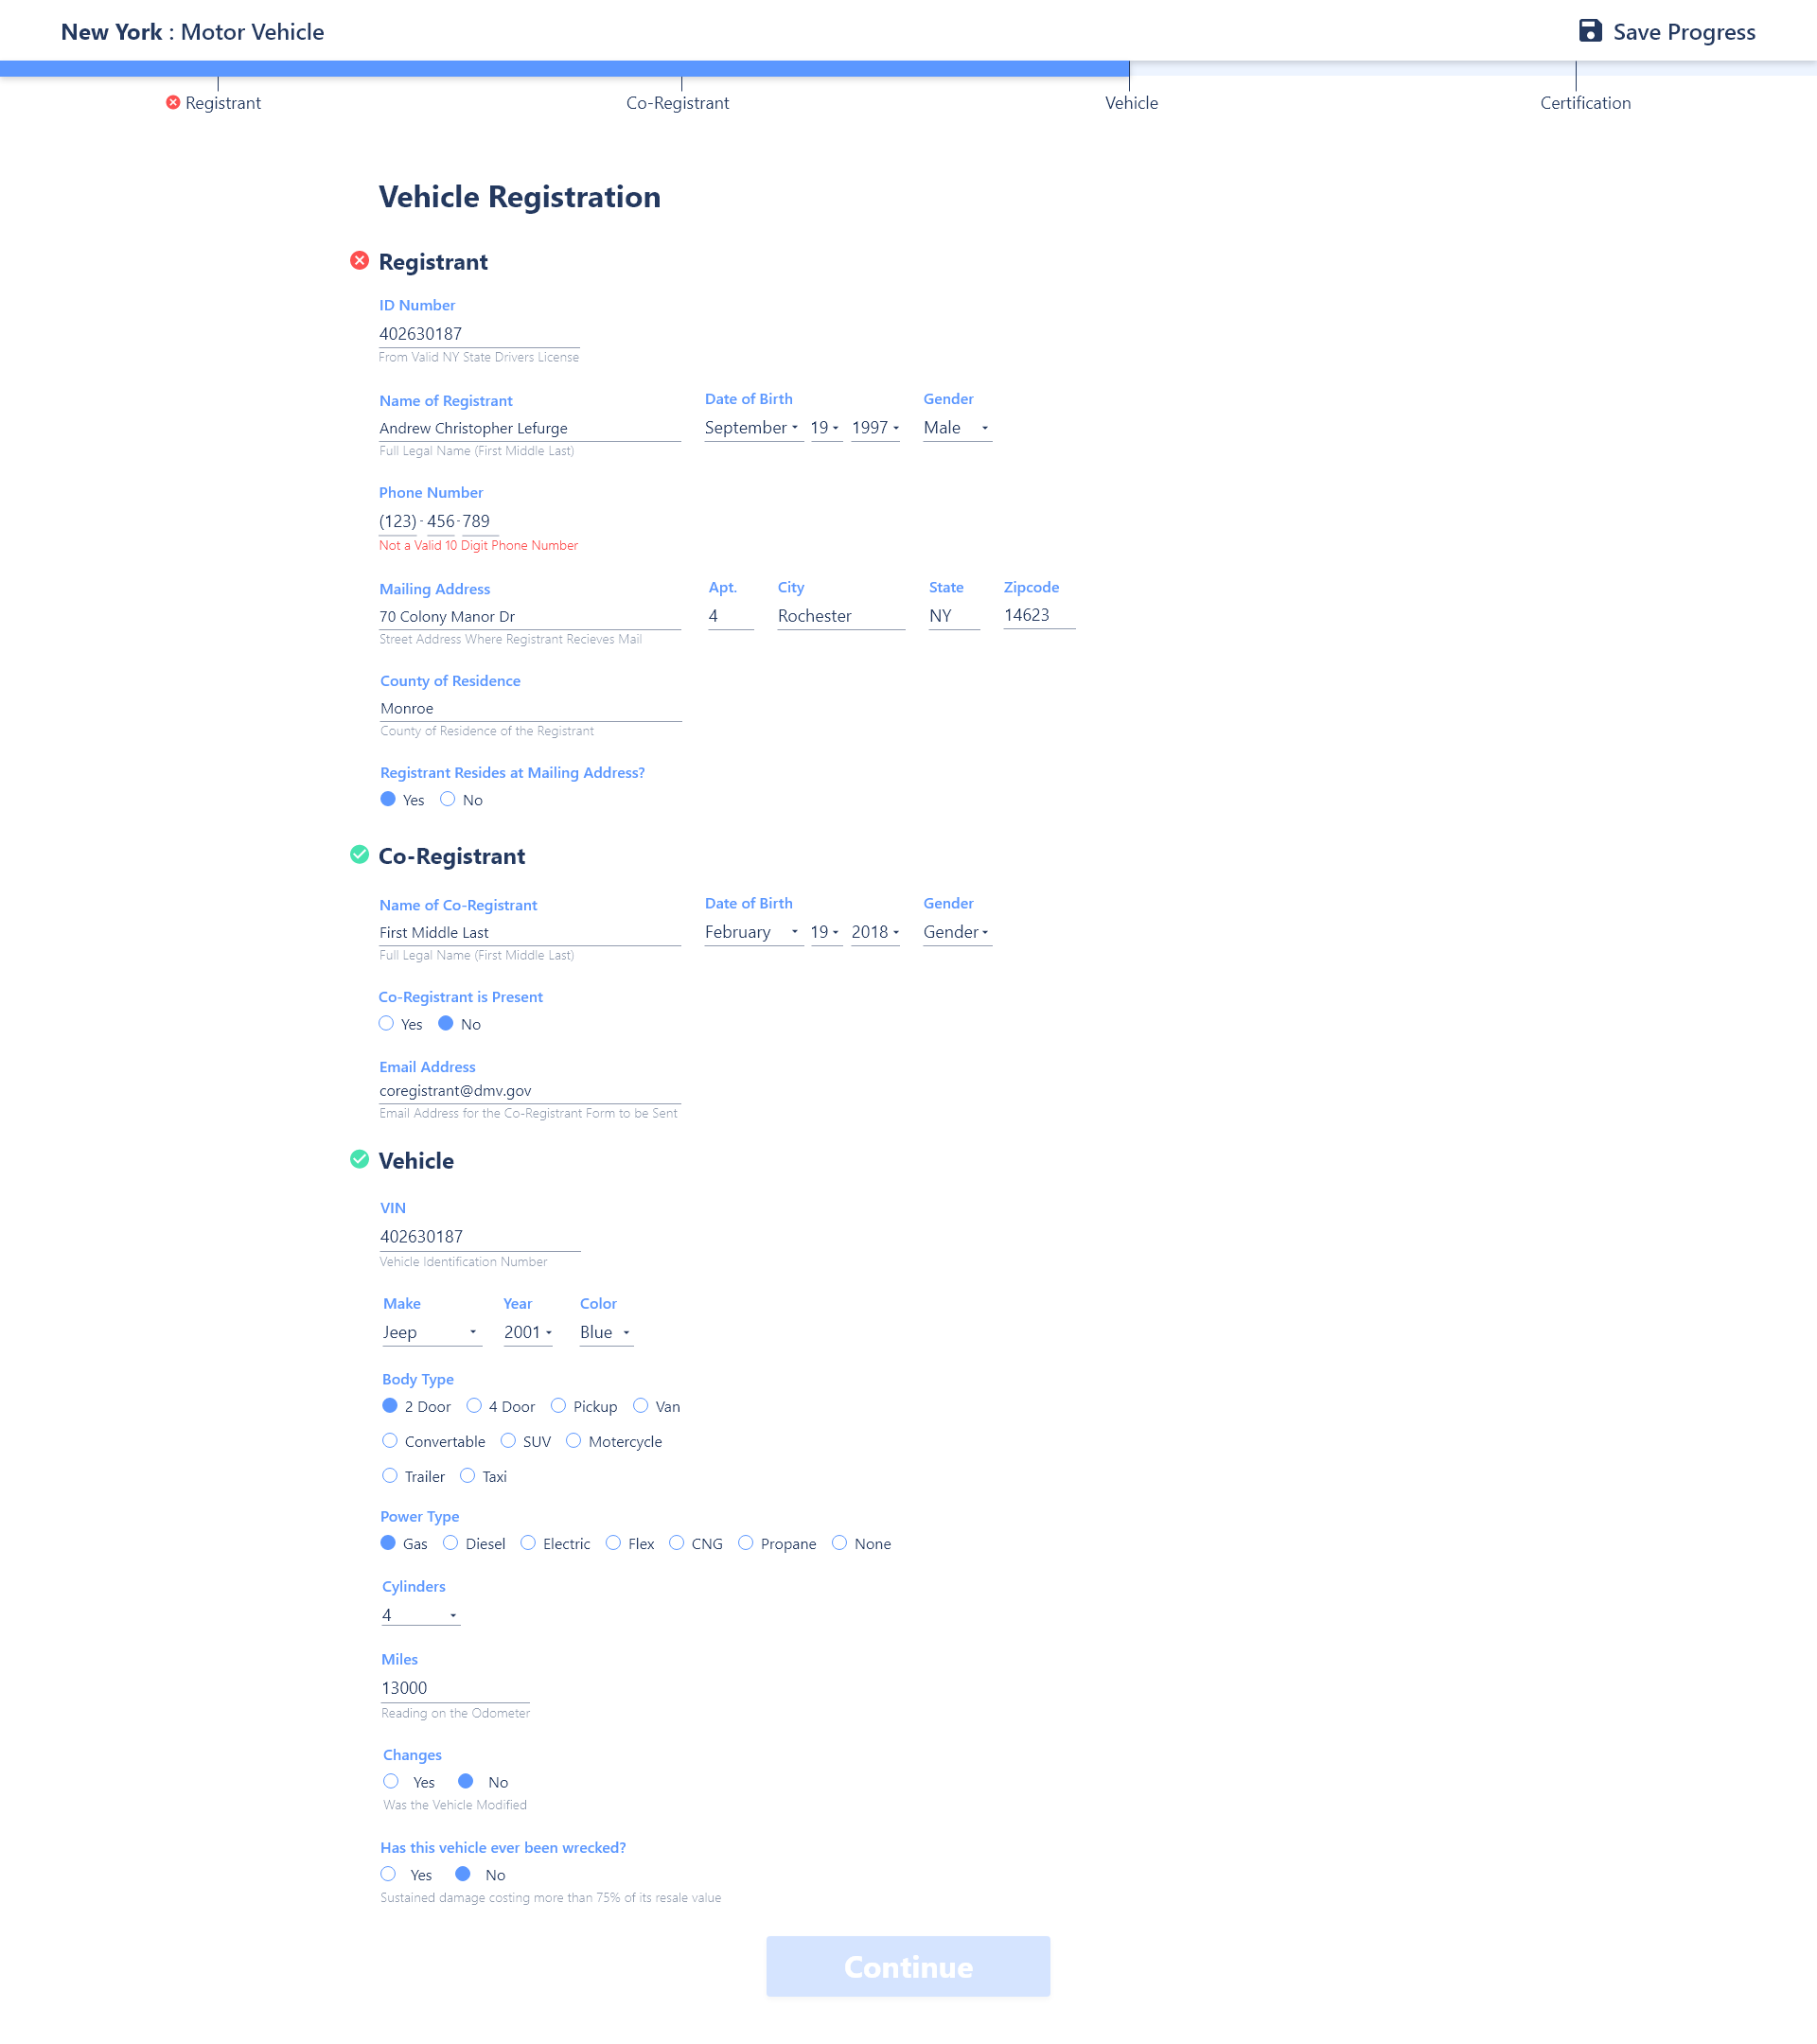 New York : Motor Vehicle
Save Progress
Registrant
Co-Registrant
Vehicle
Certification
Vehicle Registration
Registrant
ID Number
402630187
From Valid NY State Drivers License
Name of Registrant Date of Birth Gender
Andrew Christopher Lefurge September 19 1997 Male
Full Legal Name (First Middle Last)
Phone Number
(123) - 456 - 789
Not a Valid 10 Digit Phone Number
Mailing Address Apt. City State Zipcode
70 Colony Manor Dr 4 Rochester NY 14623
Street Address Where Registrant Recieves Mail
County of Residence
Monroe
County of Residence of the Registrant
Registrant Resides at Mailing Address?
Yes No
Co-Registrant
Name of Co-Registrant Date of Birth Gender
First Middle Last February 19 2018 Gender
Full Legal Name (First Middle Last)
Co-Registrant is Present
Yes No
Email Address
coregistrant@dmv.gov
Email Address for the Co-Registrant Form to be Sent
Vehicle
VIN
402630187
Vehicle Identification Number
Make Year Color
Jeep 2001 Blue
Body Type
2 Door 4 Door Pickup Van
Convertable SUV Motercycle
Trailer Taxi
Power Type
Gas Diesel Electric Flex CNG Propane None
Cylinders
4
Miles
13000
Reading on the Odometer
Changes
Yes No
Was the Vehicle Modified
Has this vehicle ever been wrecked?
Yes No
Sustained damage costing more than 75% of its resale value
Continue